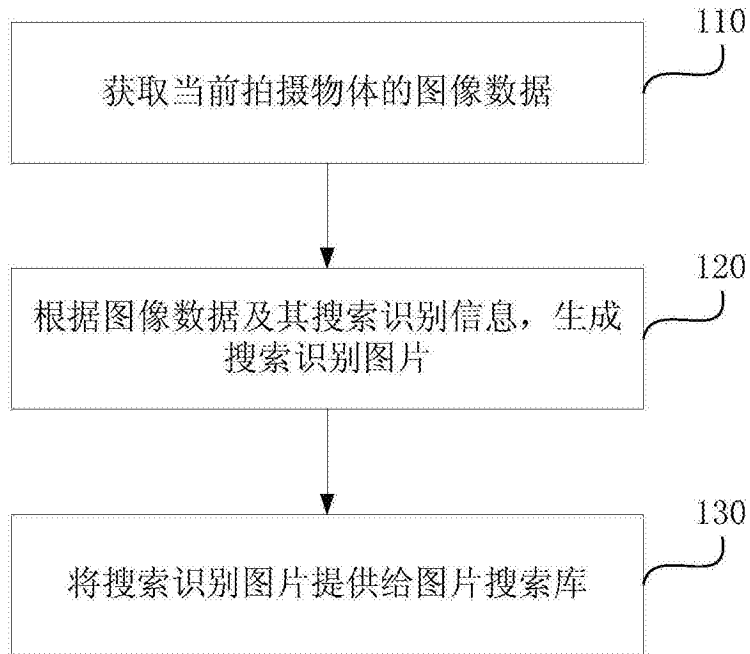 110
获取当前拍摄物体的图像数据
120
根据图像数据及其搜索识别信息，生成
搜索识别图片
130
将搜索识别图片提供给图片搜索库